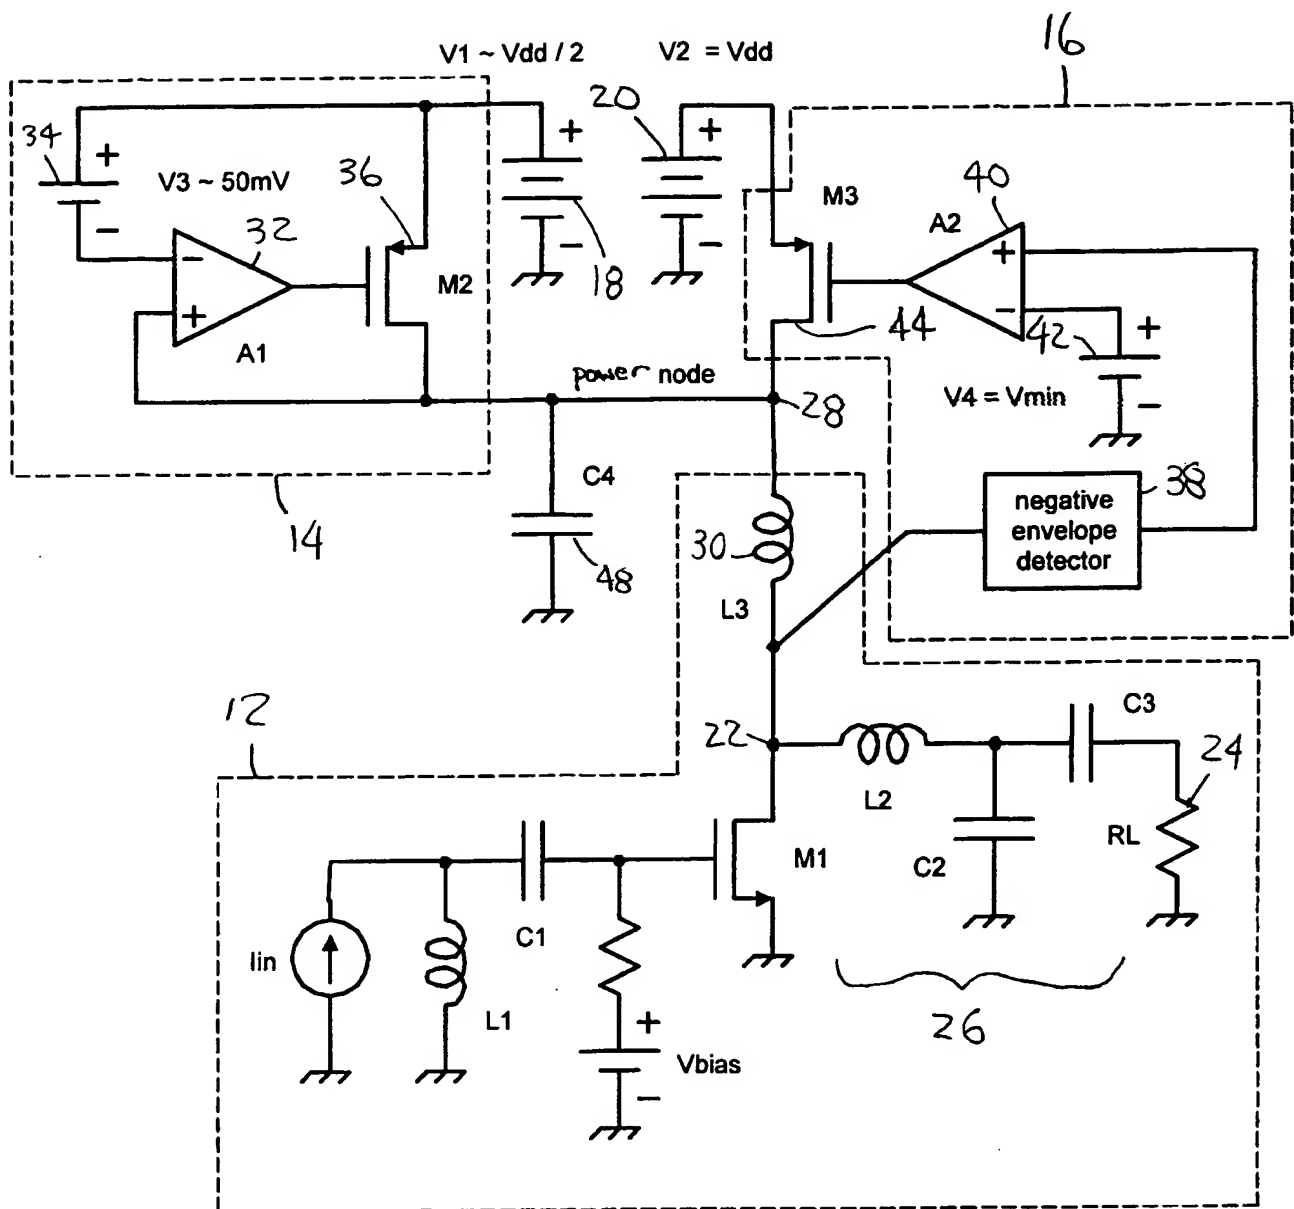 16
V1 ~ Vdd / 2
V2 = Vdd
20
34
+
+
+
V3 ~ 50mV
36
M3
40
A2
-
32
-
-
+
-
M2
18
+
A1
44
-
42
+
power node
28
V4 = Vmin
-
C4
38
negative
envelope
detector
14
30
48
L3
12
C3
22
24
L2
RL
M1
C2
C1
Iin
L1
26
+
Vbias
-